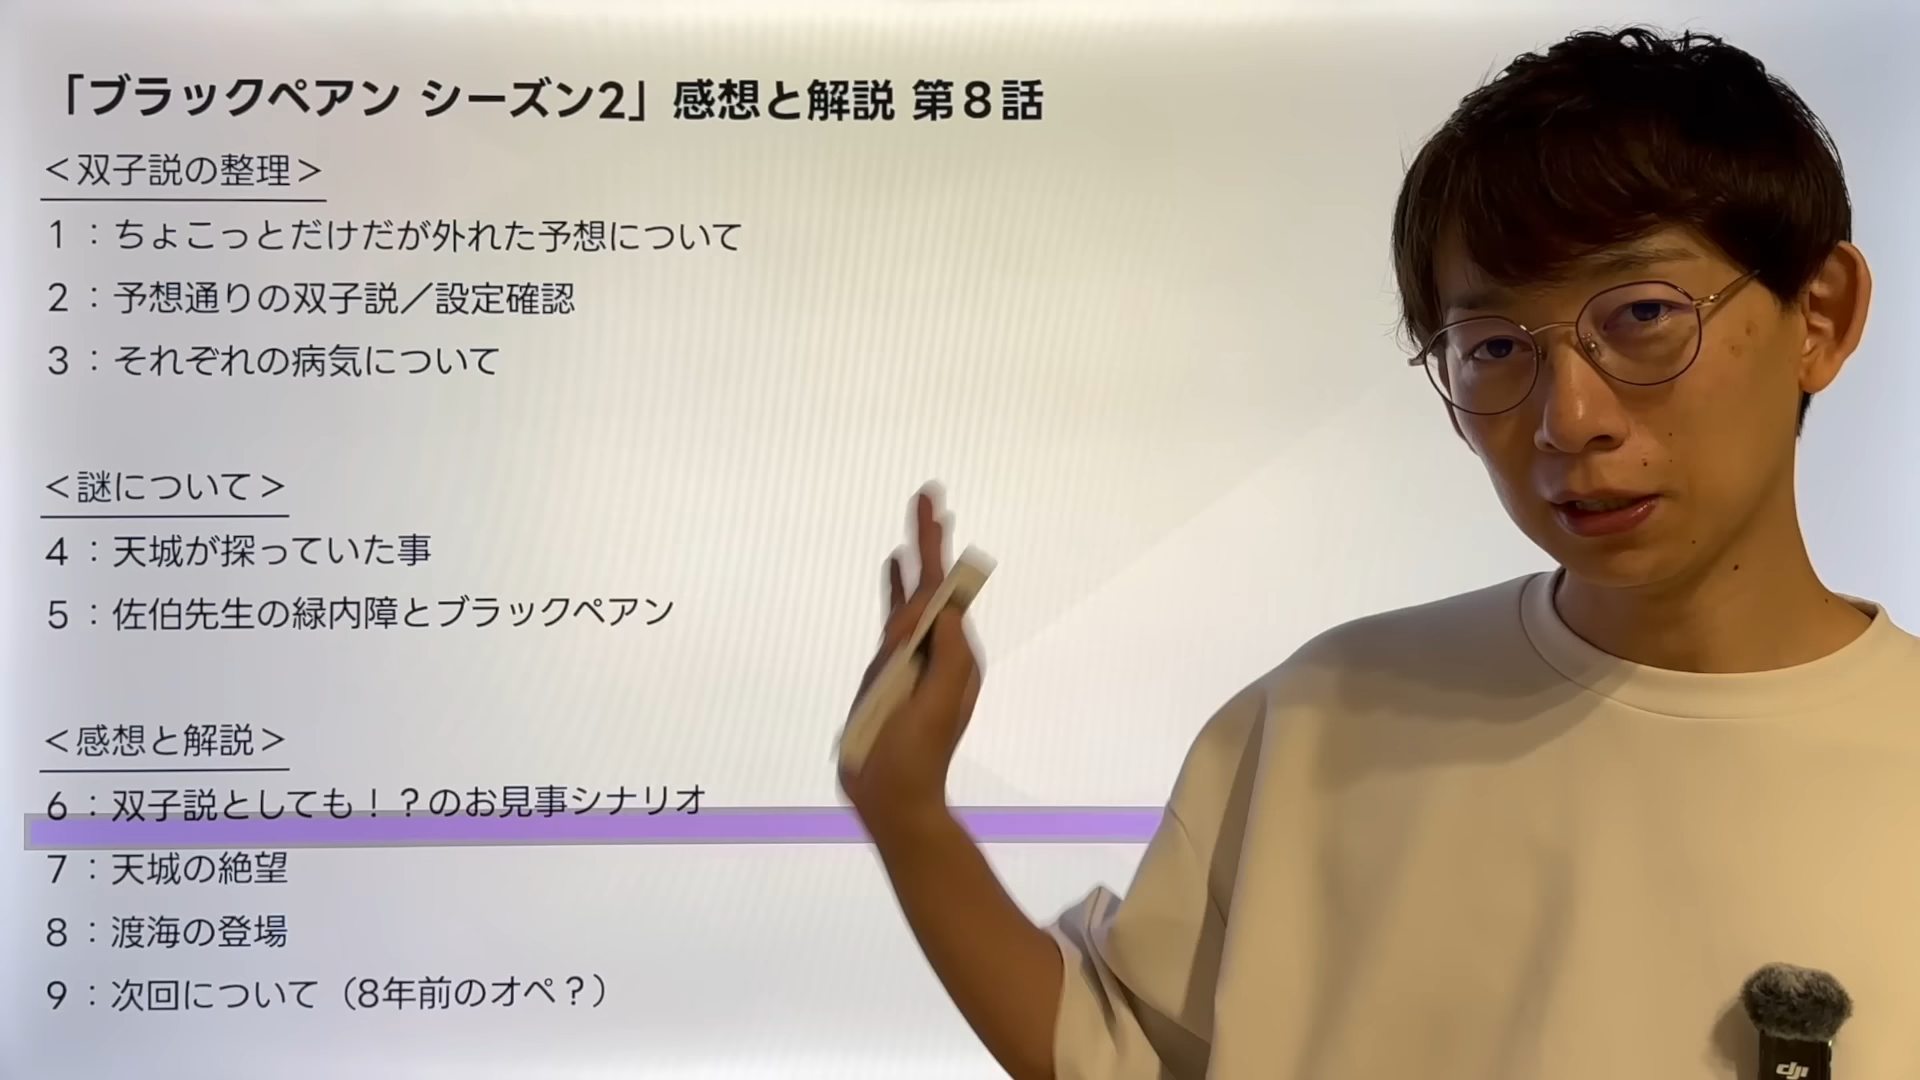 「ブラックペアン シーズン2」感想と解説 第８話
＜双子説の整理＞
1：ちょこっとだけだが外れた予想について
2：予想通りの双子説／設定確認
3：それぞれの病気について
＜謎について＞
4：天城が探っていた事
5：佐伯先生の緑内障とブラックペアン
＜感想と解説＞
6：双子説としても！？のお見事シナリオ
7：天城の絶望
8：渡海の登場
9：次回について（8年前のオペ？）
dji